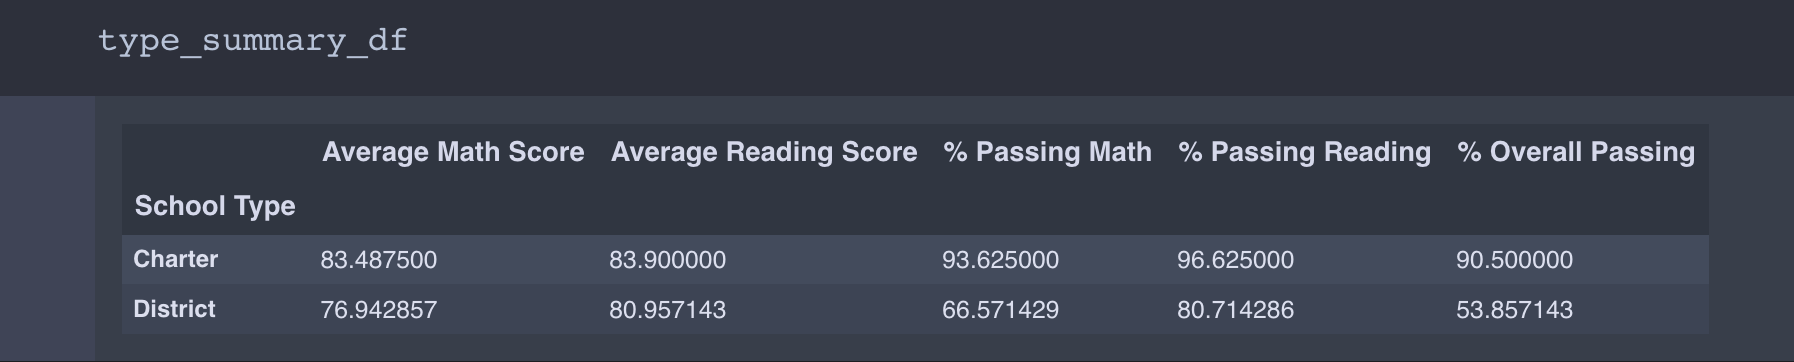 type_summary_df
Average Math Score Average Reading Score % Passing Math % Passing Reading % Overall Passing
School Type
Charter 83.487500 83.900000 93.625000 96.625000 90.500000
District 76.942857 80.957143 66.571429 80.714286 53.857143